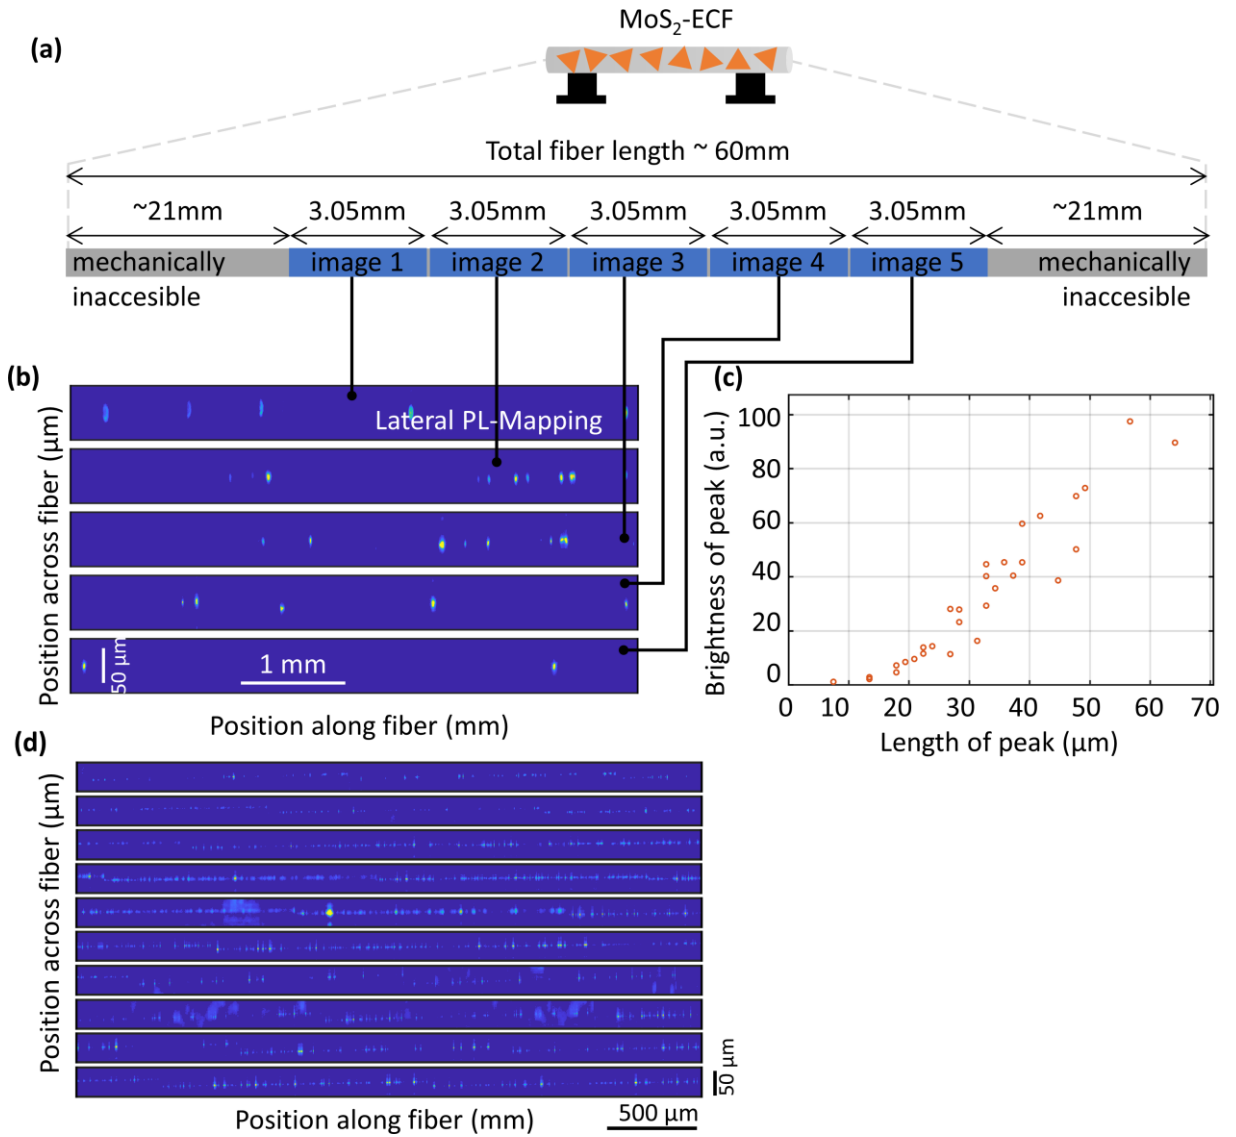 MoS₂-ECF
(a)
Total fiber length ~ 60mm
~21mm 3.05mm 3.05mm 3.05mm 3.05mm 3.05mm ~21mm
mechanically image 1 image 2 image 3 image 4 image 5 mechanically
inaccesible inaccesible
(b)
Position across fiber (µm)
Lateral PL-Mapping
50 µm
1 mm
Position along fiber (mm)
(c)
Brightness of peak (a.u.)
100
80
60
40
20
0
0 10 20 30 40 50 60 70
Length of peak (µm)
(d)
Position across fiber (µm)
50 µm
Position along fiber (mm)
500 µm